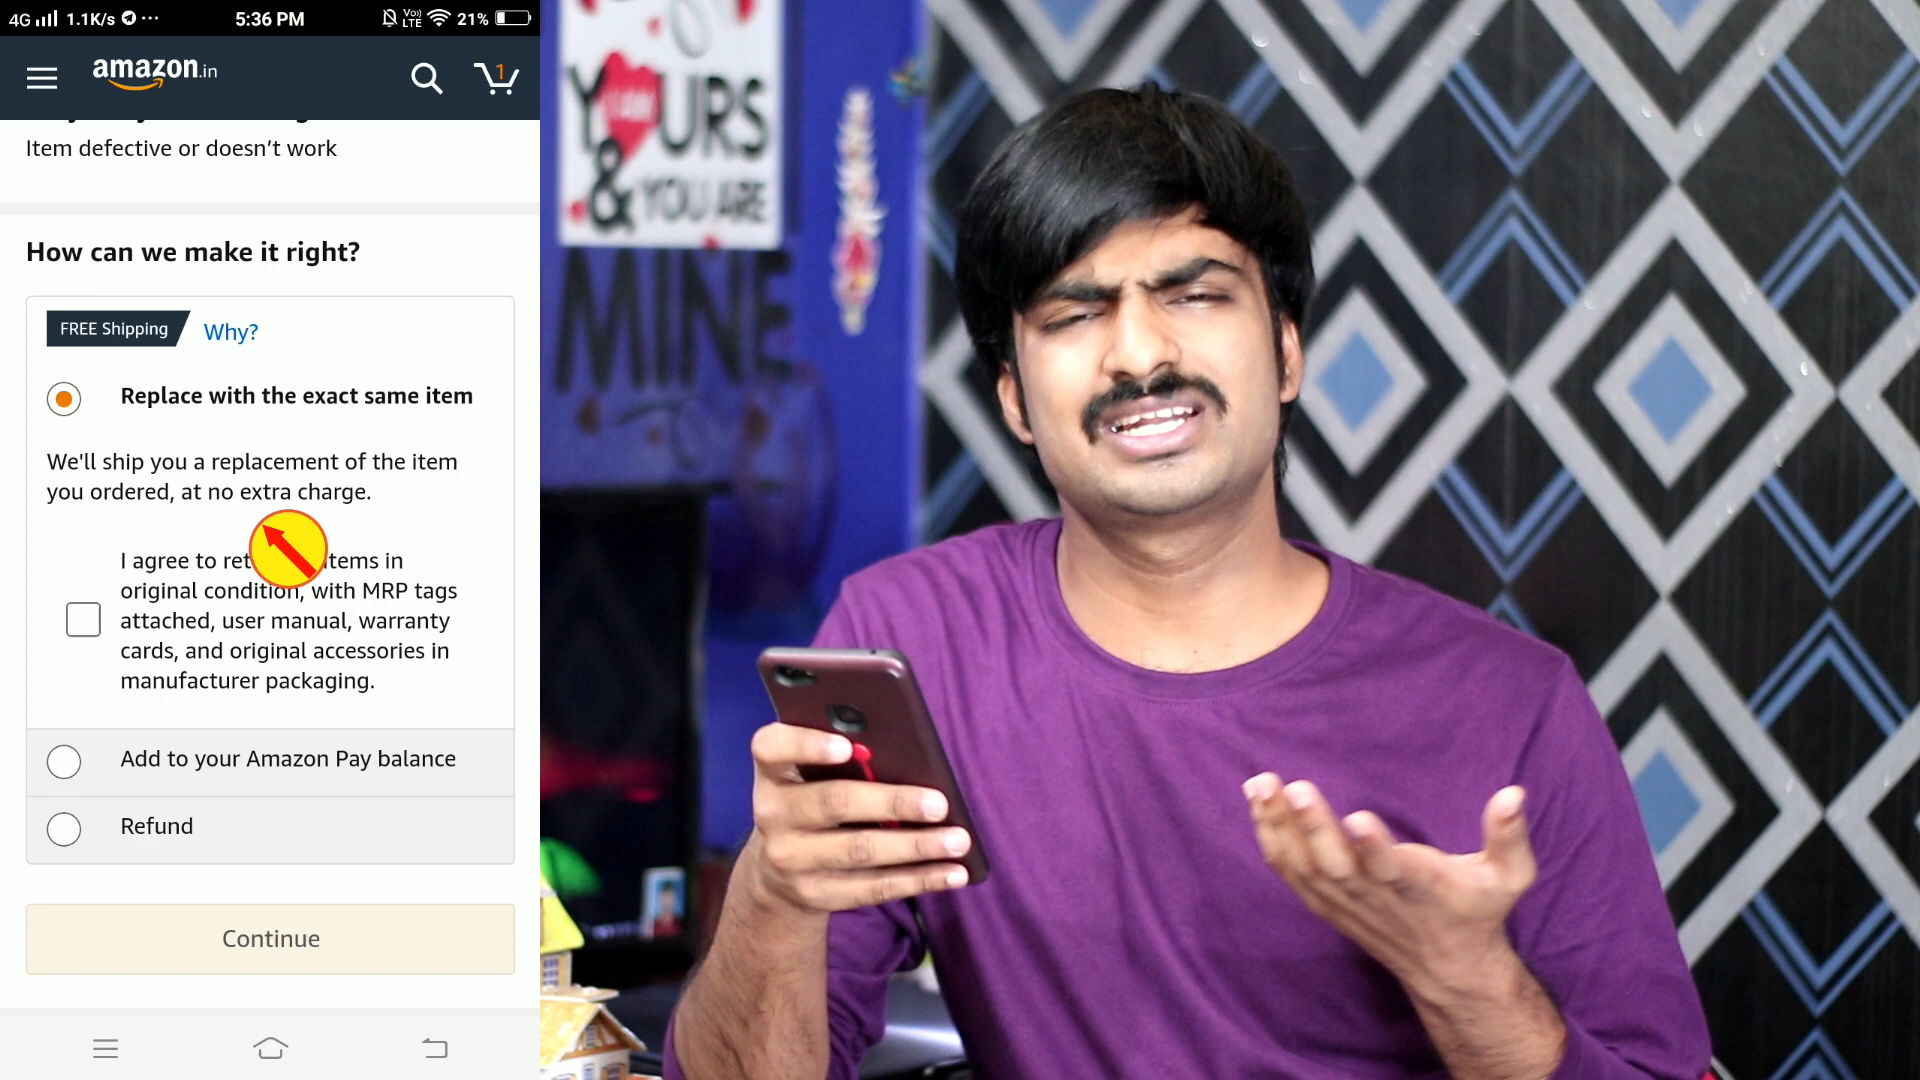 4G 1.1K/s ... 5:36 PM Vo) LTE 21%
amazon.in
1
Item defective or doesn't work
How can we make it right?
FREE Shipping Why?
Replace with the exact same item
We'll ship you a replacement of the item
you ordered, at no extra charge.
I agree to ret tems in
original condition, with MRP tags
attached, user manual, warranty
cards, and original accessories in
manufacturer packaging.
Add to your Amazon Pay balance
Refund
Continue
YOURS
I AM
& YOU ARE
MINE